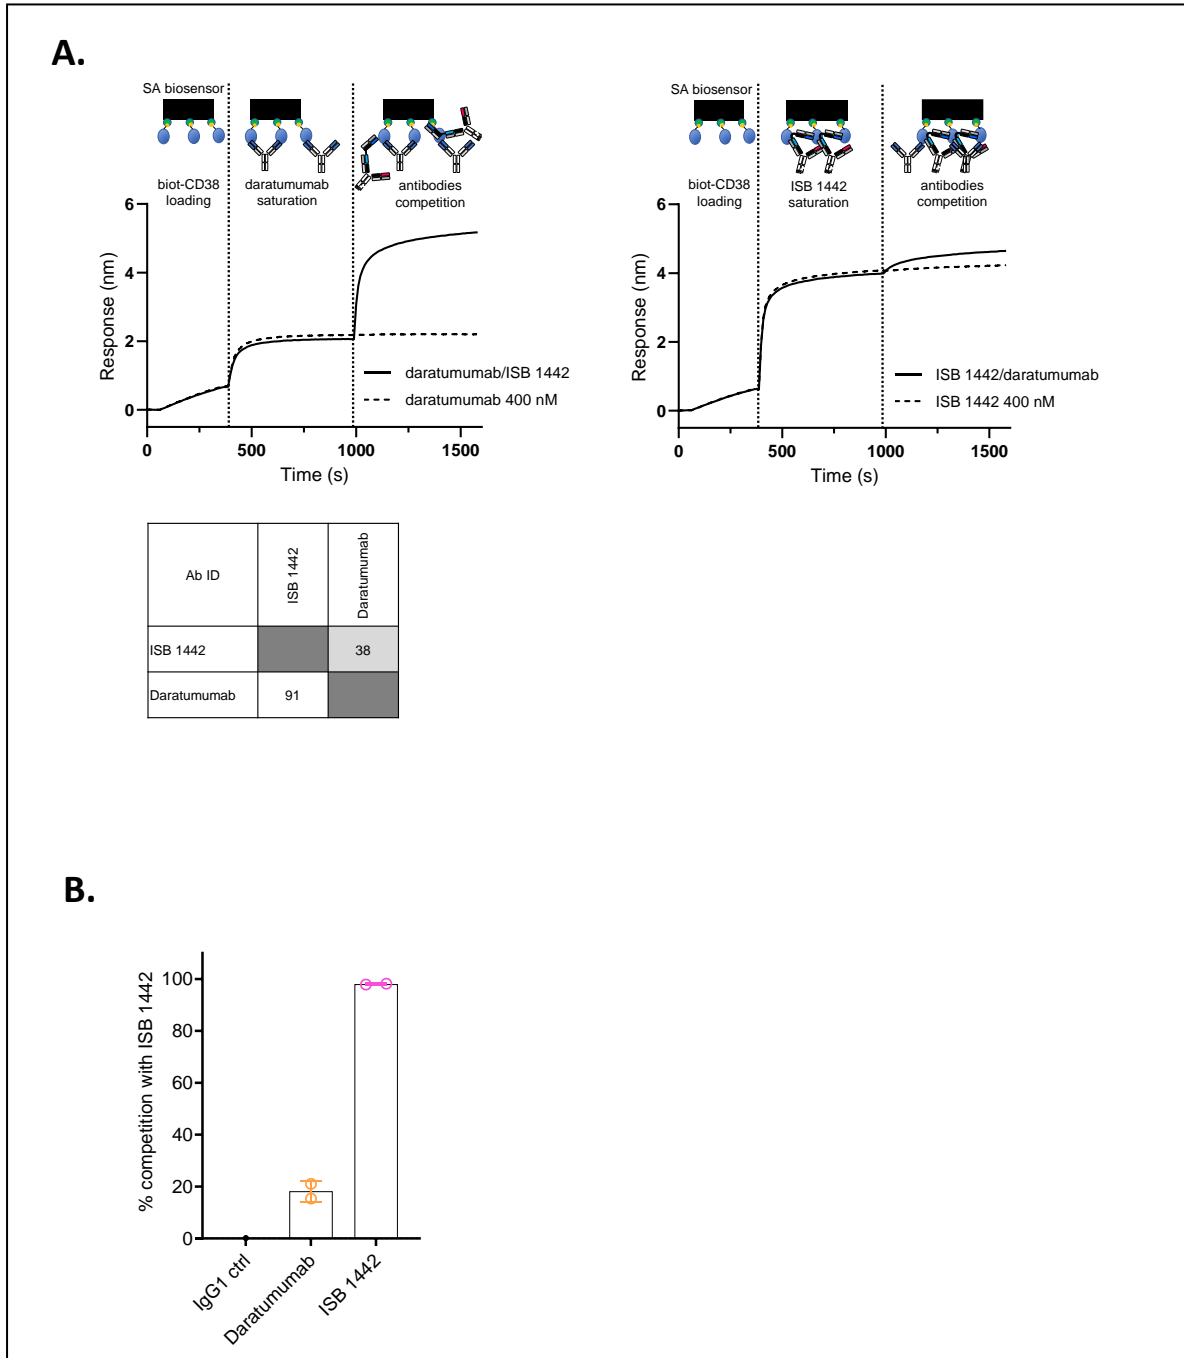 A.
SA biosensor
biot-CD38
loading
daratumumab
saturation
antibodies
competition
6
4
2
0
Response (nm)
0
500
1000
1500
Time (s)
daratumumab/ISB 1442
daratumumab 400 nM
SA biosensor
biot-CD38
loading
ISB 1442
saturation
antibodies
competition
6
4
2
0
Response (nm)
0
500
1000
1500
Time (s)
ISB 1442/daratumumab
ISB 1442 400 nM
Ab ID
ISB 1442
Daratumumab
ISB 1442
38
Daratumumab
91
B.
% competition with ISB 1442
100
80
60
40
20
0
IgG1 ctrl
Daratumumab
ISB 1442